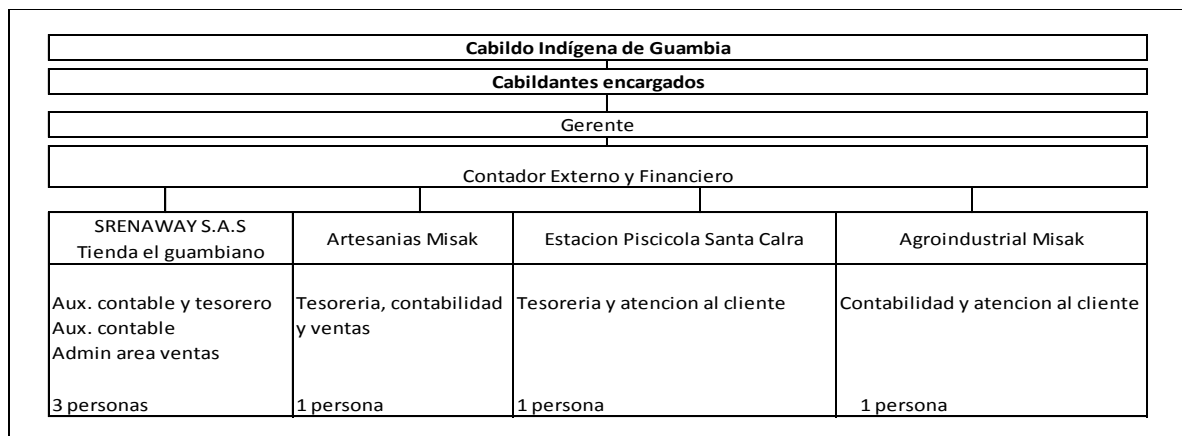 Cabildo Indígena de Guambia
Cabildantes encargados
Gerente
Contador Externo y Financiero
SRENAWAY S.A.S
Tienda el guambiano
Artesanias Misak
Estacion Piscicola Santa Calra
Agroindustrial Misak
Aux. contable y tesorero
Aux. contable
Admin area ventas
3 personas
Tesoreria, contabilidad
y ventas
1 persona
Tesoreria y atencion al cliente
1 persona
Contabilidad y atencion al cliente
1 persona